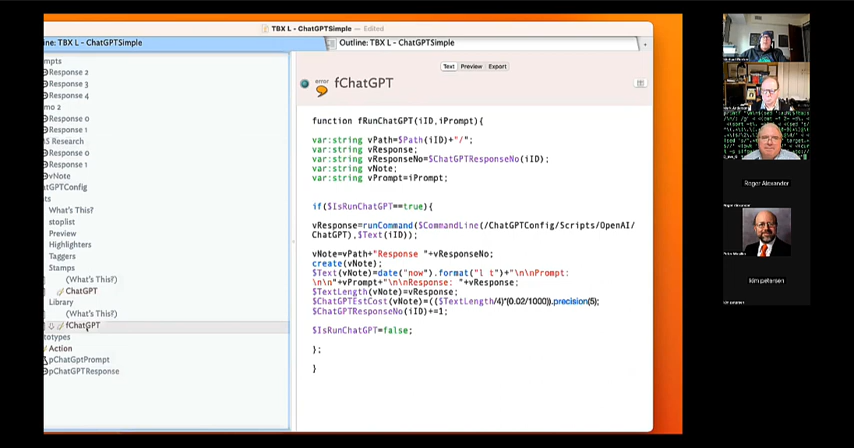 TBX L - ChatGPTSimple — Edited
ine: TBX L - ChatGPTSimple
Outline: TBX L - ChatGPTSimple
mpts
Response 2
Response 3
Response 4
mo 2
Response 0
Response 1
S Research
Response 0
Response 1
vNote
atGPTConfig
ts
What's This?
stoplist
Preview
Highlighters
Taggers
Stamps
(What's This?)
ChatGPT
Library
(What's This?)
fChatGPT
totypes
Action
pChatGptPrompt
pChatGPTResponse
Text Preview Export
error
fChatGPT
function fRunChatGPT(iID,iPrompt){
var:string vPath=$Path(iID)+"/";
var:string vResponse;
var:string vResponseNo=$ChatGPTResponseNo(iID);
var:string vNote;
var:string vPrompt=iPrompt;
if($IsRunChatGPT==true){
vResponse=runCommand($CommandLine(/ChatGPTConfig/Scripts/OpenAI/
ChatGPT),$Text(iID));
vNote=vPath+"Response "+vResponseNo;
create(vNote);
$Text(vNote)=date("now").format("l t")+"\n\nPrompt:
\n\n"+vPrompt+"\n\nResponse: "+vResponse;
$TextLength(vNote)=vResponse;
$ChatGPTEstCost(vNote)=(($TextLength/4)*(0.02/1000)).precision(5);
$ChatGPTResponseNo(iID)+=1;
$IsRunChatGPT=false;
};
}
Roger Alexander
Roger Alexander
kim petersen